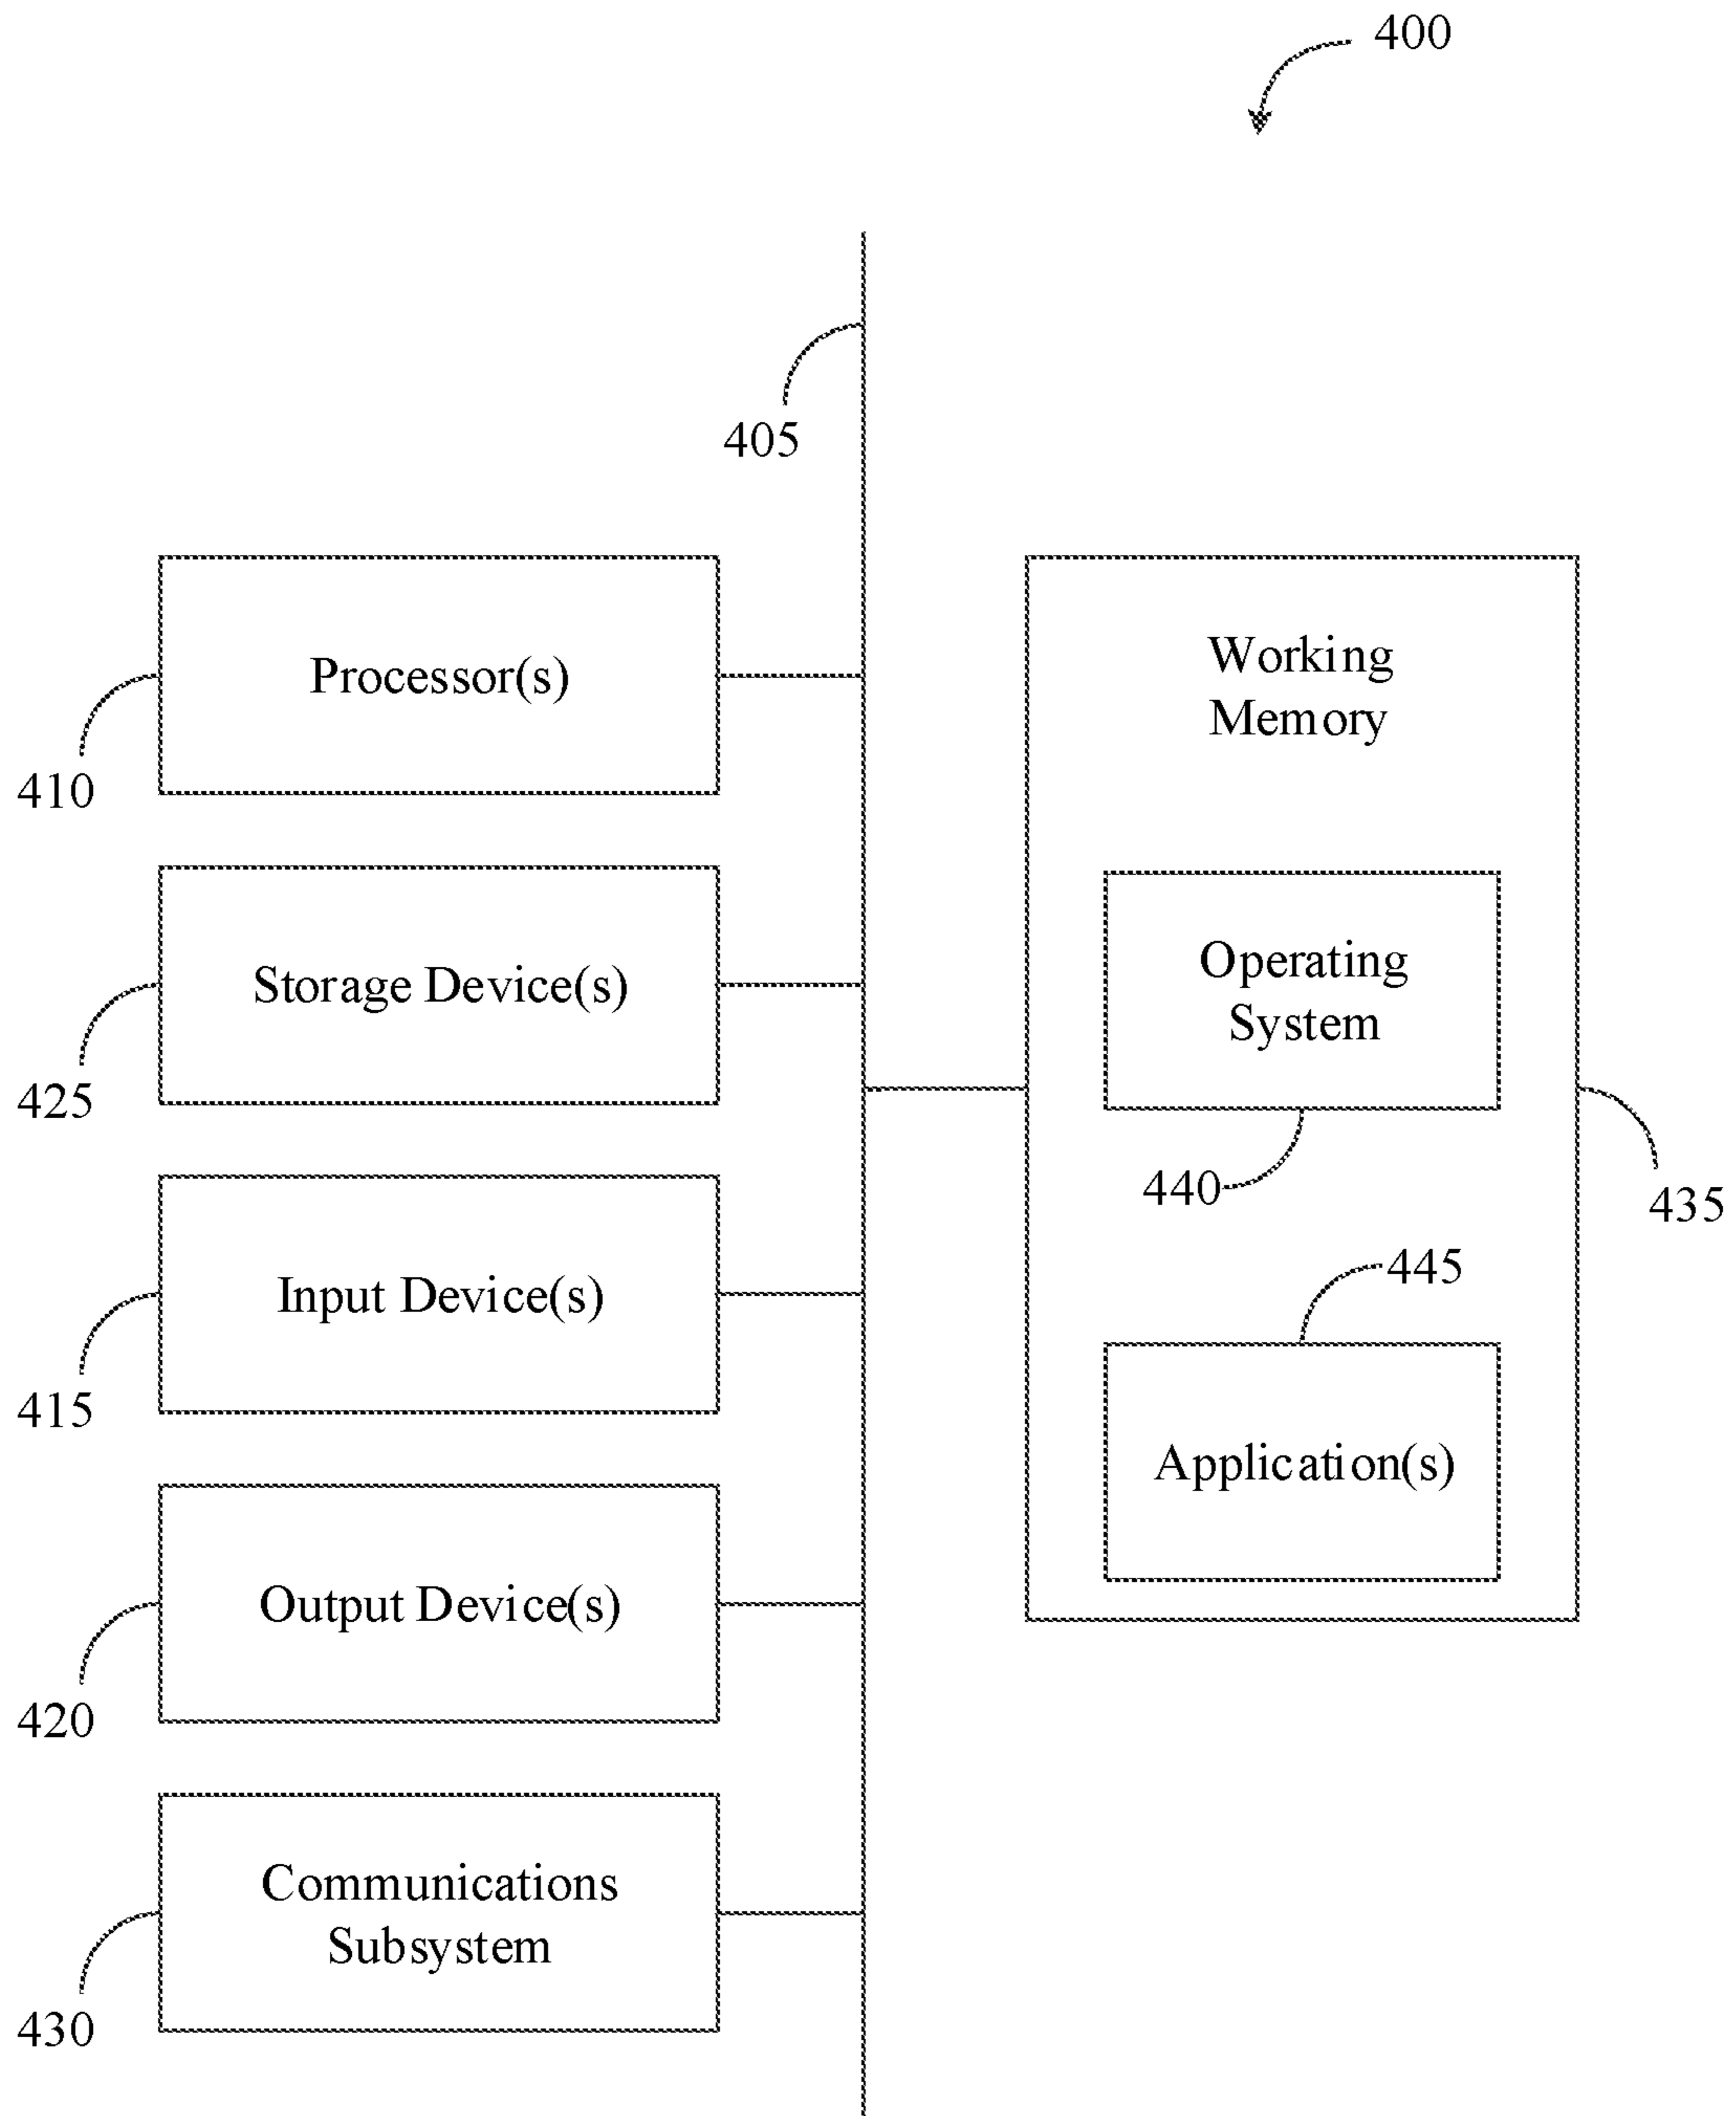 400
405
Processor(s)
410
Storage Device(s)
425
Input Device(s)
415
Output Device(s)
420
Communications
Subsystem
430
Working
Memory
Operating
System
440
435
445
Application(s)